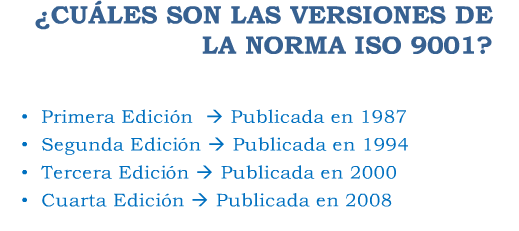 ¿CUÁLES SON LAS VERSIONES DE
LA NORMA ISO 9001?
• Primera Edición → Publicada en 1987
• Segunda Edición → Publicada en 1994
• Tercera Edición → Publicada en 2000
• Cuarta Edición → Publicada en 2008